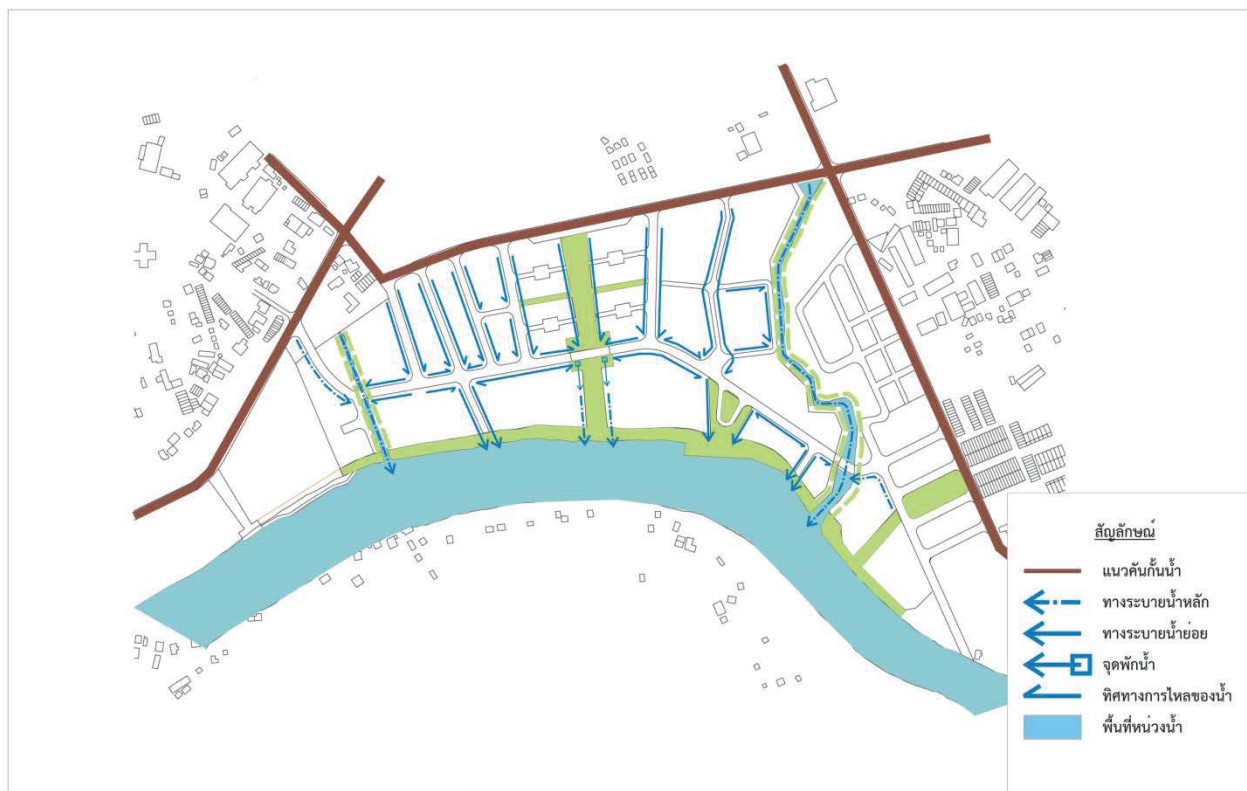 สัญลักษณ์
แนวคันกั้นน้ำ
ทางระบายน้ำหลัก
ทางระบายน้ำย่อย
จุดพักน้ำ
ทิศทางการไหลของน้ำ
พื้นที่หน่วงน้ำ